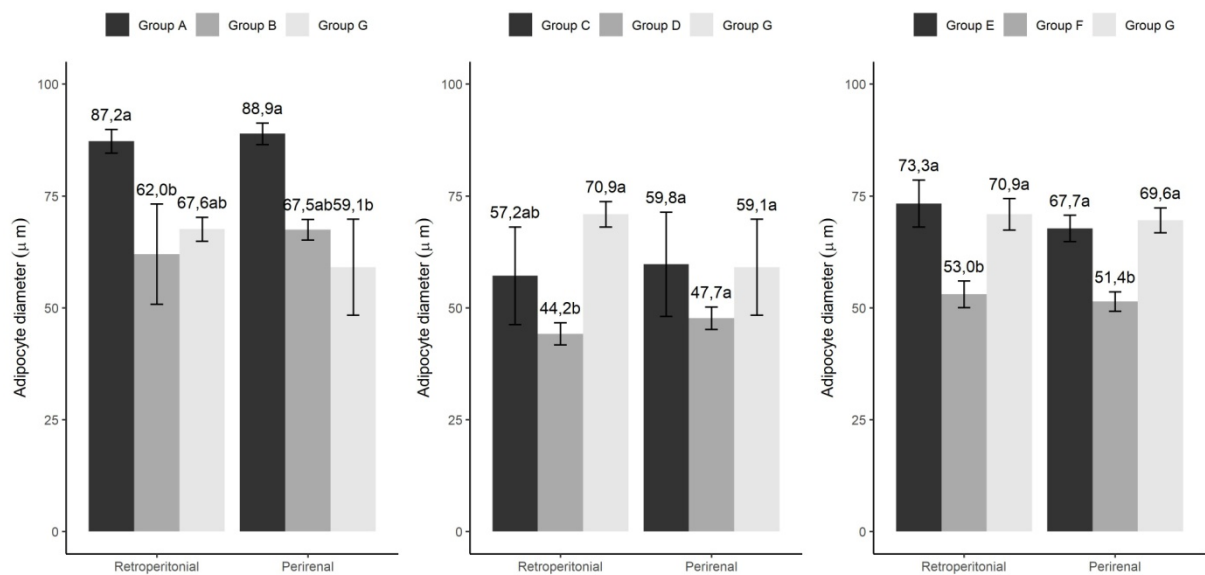 Group A Group B Group G
Adipocyte diameter (μ m)
100
75
50
25
0
87,2a
62,0b
67,6ab
88,9a
67,5ab
59,1b
Retroperitonial Perirenal
Group C Group D Group G
Adipocyte diameter (μ m)
100
75
50
25
0
57,2ab
44,2b
70,9a
59,8a
47,7a
59,1a
Retroperitonial Perirenal
Group E Group F Group G
Adipocyte diameter (μ m)
100
75
50
25
0
73,3a
53,0b
70,9a
67,7a
51,4b
69,6a
Retroperitonial Perirenal